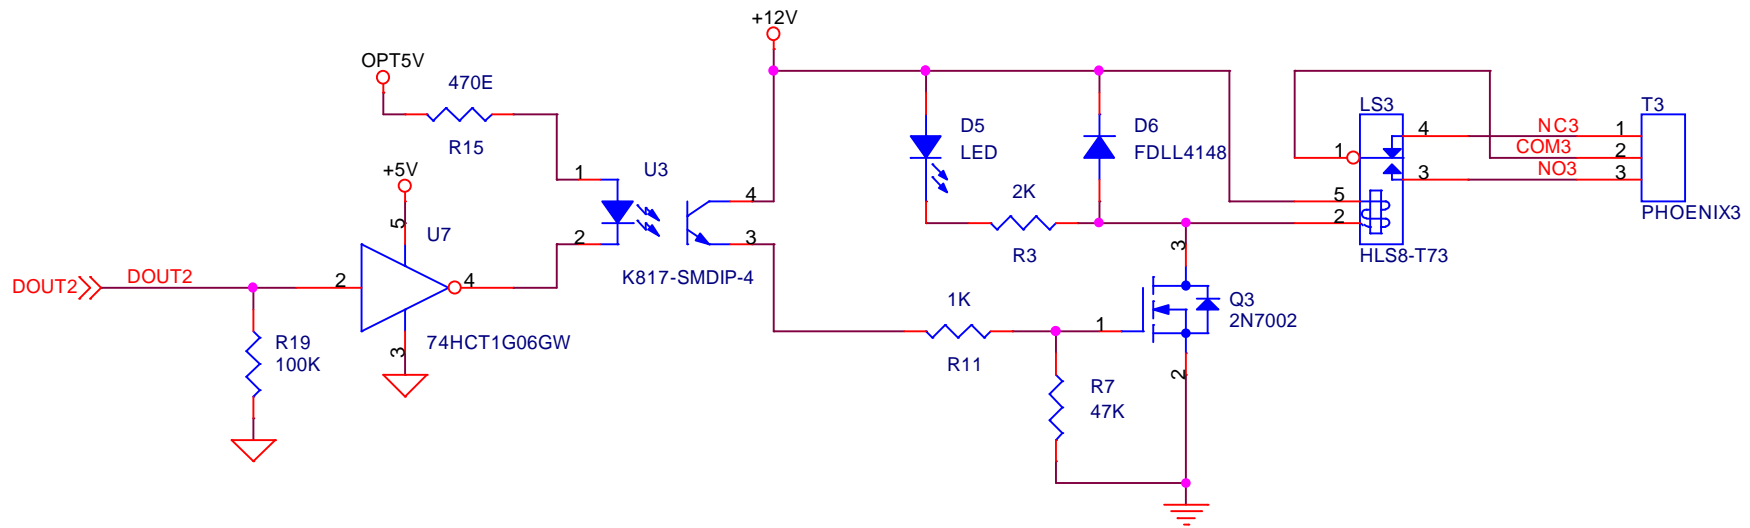 +12V
OPT5V
470E
R15
+5V
5
U7
DOUT2
DOUT2
2
4
3
74HCT1G06GW
R19
100K
1
2
U3
4
3
K817-SMDIP-4
D5
LED
D6
FDLL4148
2K
R3
1K
R11
1
3
2
Q3
2N7002
R7
47K
LS3
1
4
3
5
2
HLS8-T73
NC3
COM3
NO3
T3
1
2
3
PHOENIX3